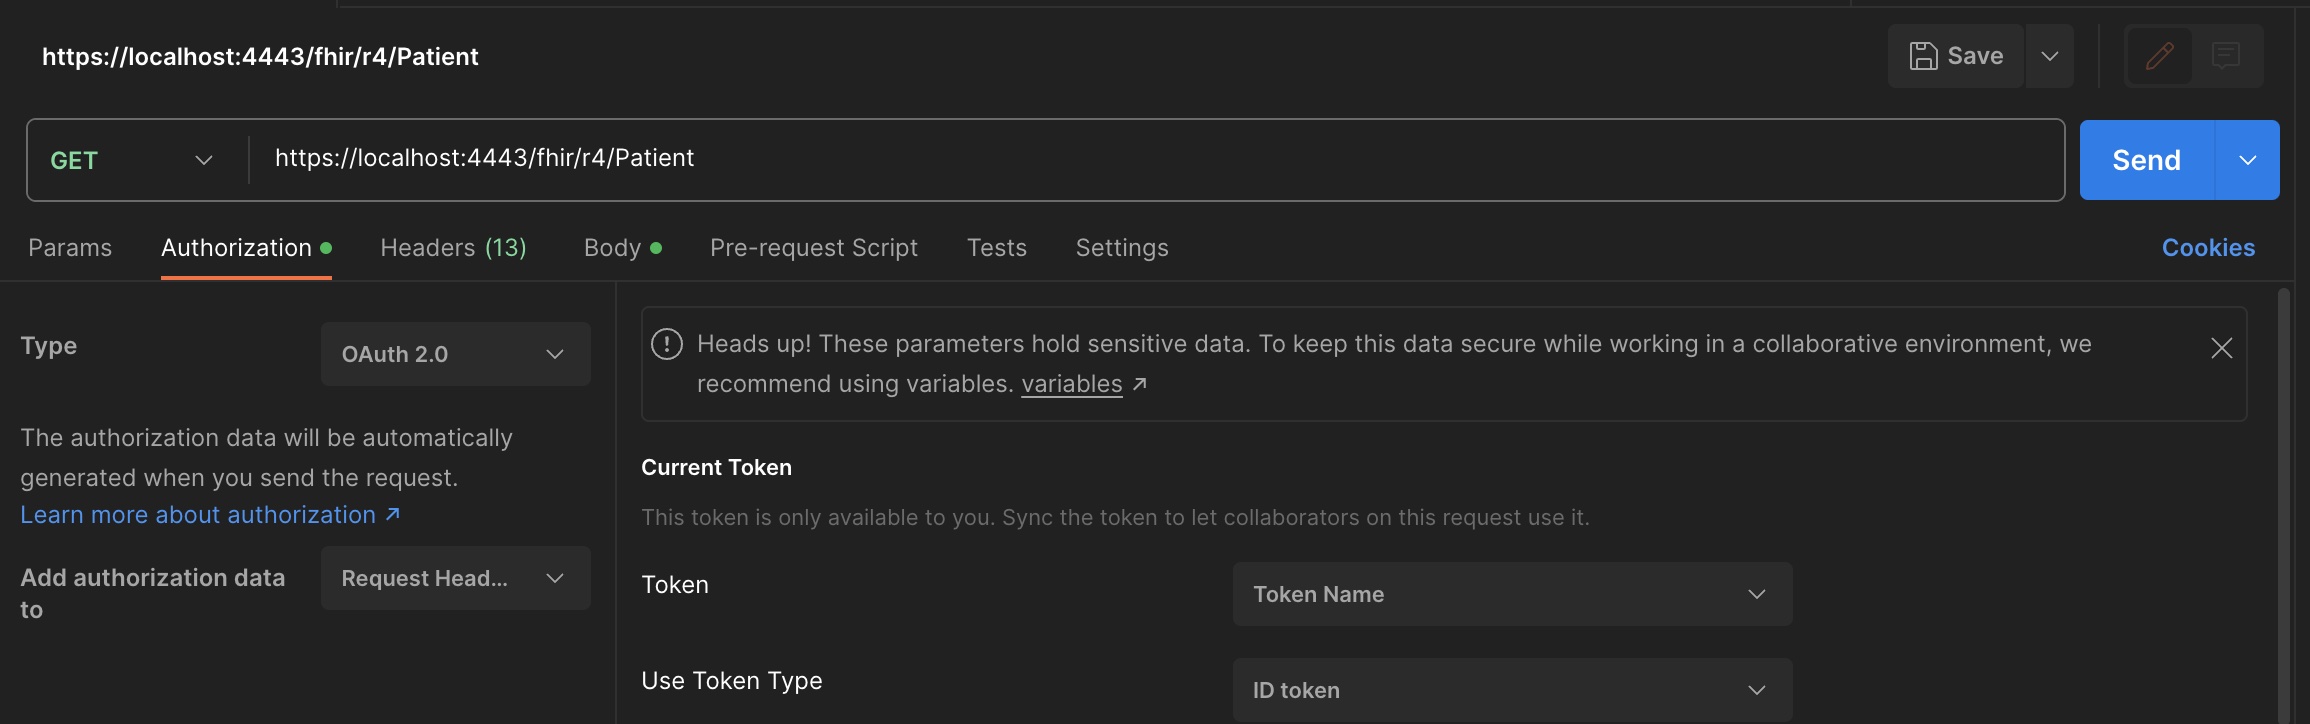 https://localhost:4443/fhir/r4/Patient
Save
GET
https://localhost:4443/fhir/r4/Patient
Send
Params
Authorization
Headers (13)
Body
Pre-request Script
Tests
Settings
Cookies
Type
OAuth 2.0
The authorization data will be automatically
generated when you send the request.
Learn more about authorization ↗
Add authorization data
to
Request Head...
Heads up! These parameters hold sensitive data. To keep this data secure while working in a collaborative environment, we
recommend using variables. variables ↗
Current Token
This token is only available to you. Sync the token to let collaborators on this request use it.
Token
Token Name
Use Token Type
ID token